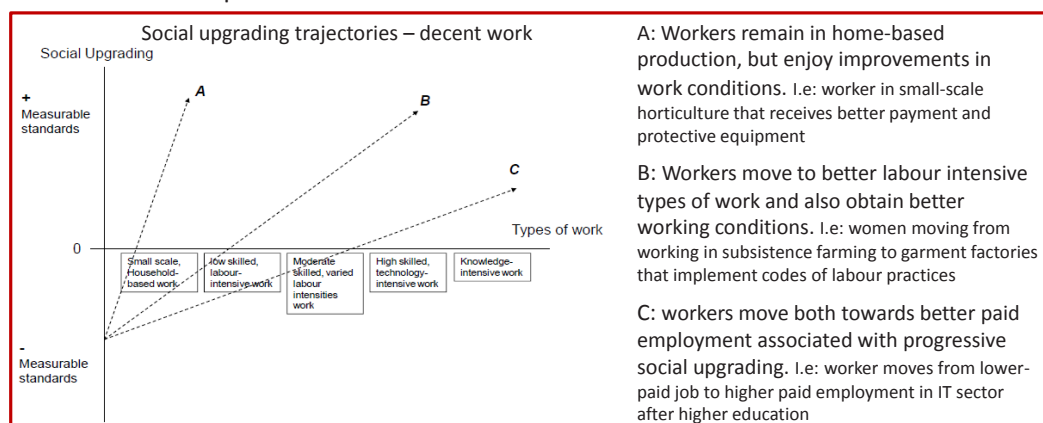 Social upgrading trajectories – decent work
Social Upgrading
+
Measurable
standards
A
B
C
0
Types of work
Small scale,
Household-
based work
low skilled,
labour-
intensive work
Moderate
skilled, varied
labour
intensities
work
High skilled,
technology-
intensive work
Knowledge-
intensive work
-
Measurable
standards
A: Workers remain in home-based
production, but enjoy improvements in
work conditions. I.e: worker in small-scale
horticulture that receives better payment and
protective equipment
B: Workers move to better labour intensive
types of work and also obtain better
working conditions. I.e: women moving from
working in subsistence farming to garment factories
that implement codes of labour practices
C: workers move both towards better paid
employment associated with progressive
social upgrading. I.e: worker moves from lower-
paid job to higher paid employment in IT sector
after higher education